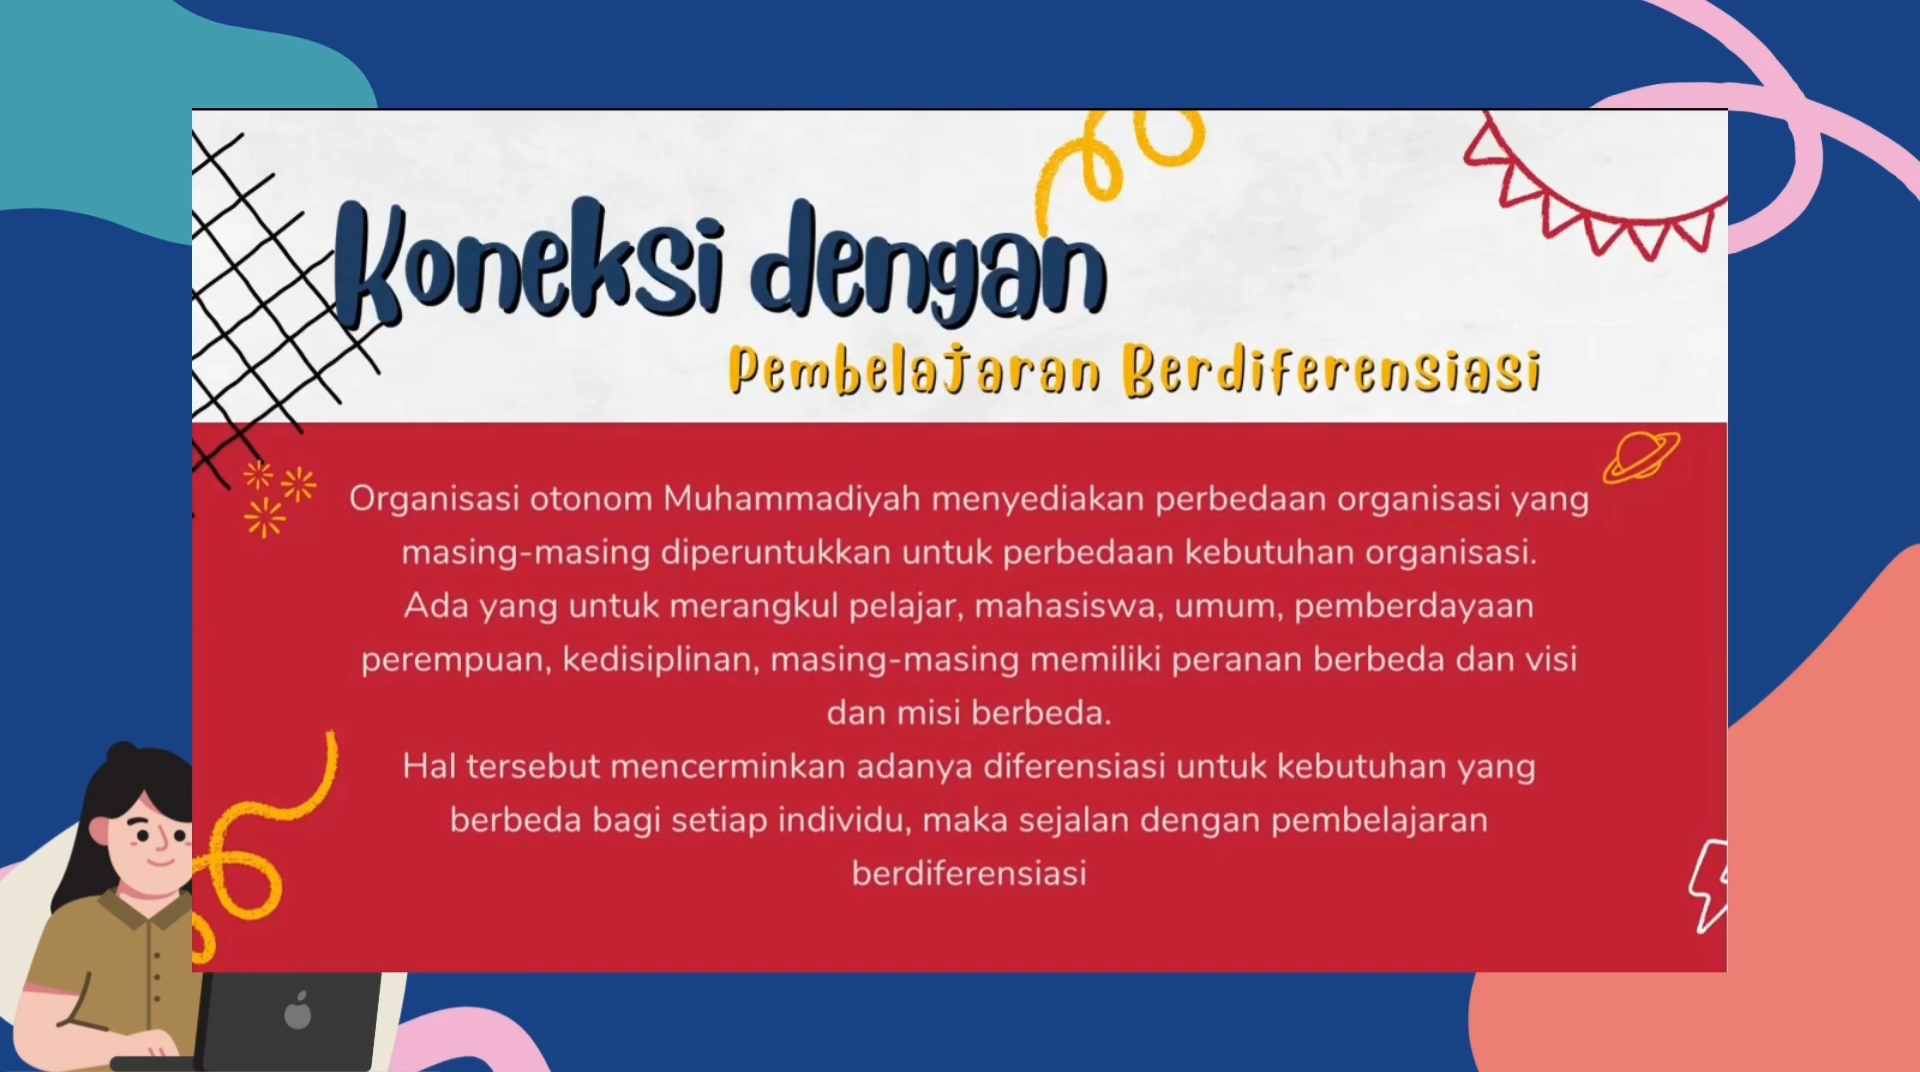 Koneksi dengan
Pembelajaran Berdiferensiasi
Organisasi otonom Muhammadiyah menyediakan perbedaan organisasi yang
masing-masing diperuntukkan untuk perbedaan kebutuhan organisasi.
Ada yang untuk merangkul pelajar, mahasiswa, umum, pemberdayaan
perempuan, kedisiplinan, masing-masing memiliki peranan berbeda dan visi
dan misi berbeda.
Hal tersebut mencerminkan adanya diferensiasi untuk kebutuhan yang
berbeda bagi setiap individu, maka sejalan dengan pembelajaran
berdiferensiasi